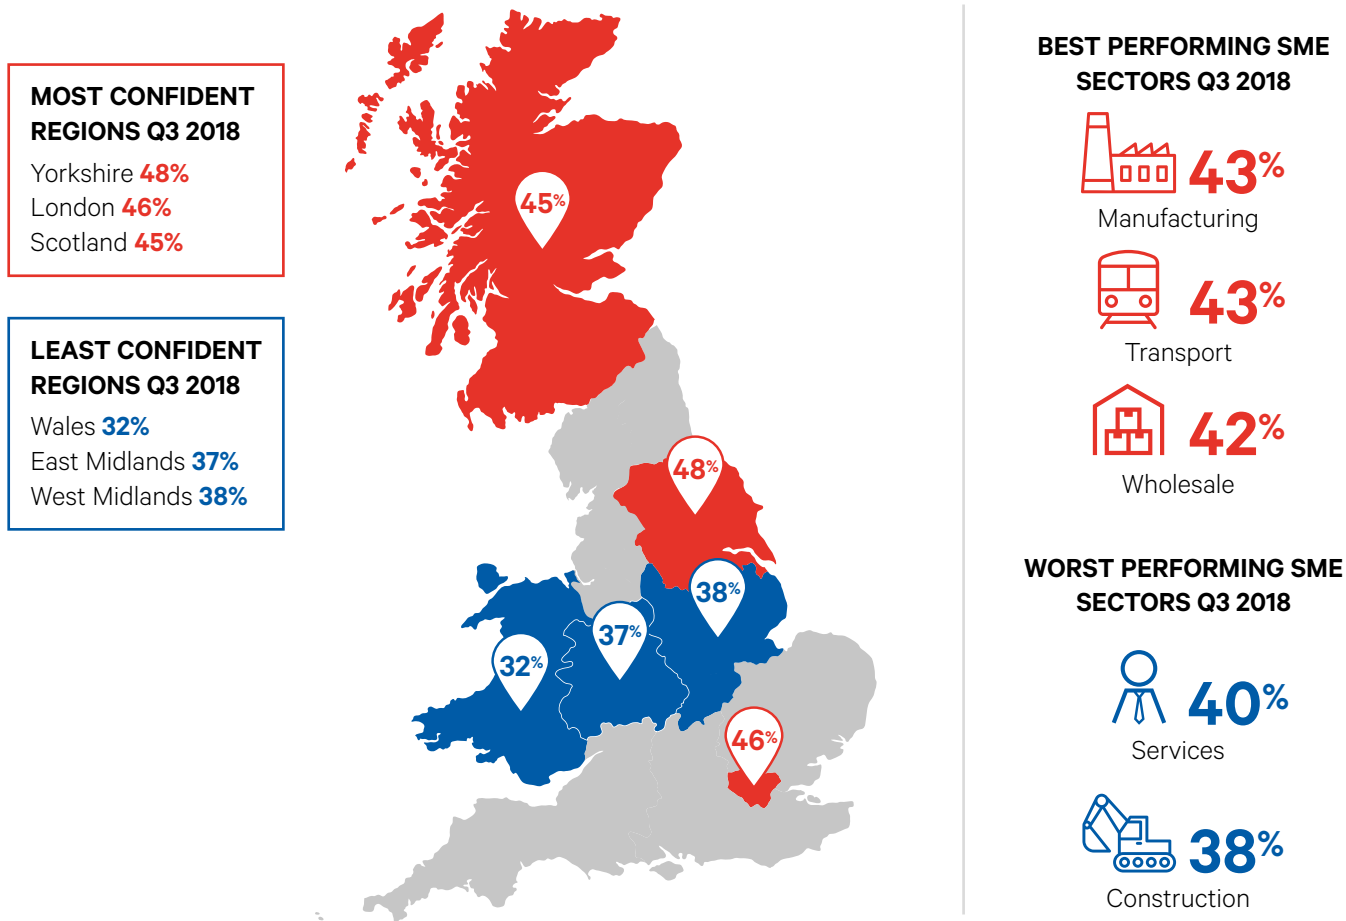 MOST CONFIDENT
REGIONS Q3 2018
Yorkshire 48%
London 46%
Scotland 45%
LEAST CONFIDENT
REGIONS Q3 2018
Wales 32%
East Midlands 37%
West Midlands 38%
45%
48%
38%
37%
32%
46%
BEST PERFORMING SME
SECTORS Q3 2018
43%
Manufacturing
43%
Transport
42%
Wholesale
WORST PERFORMING SME
SECTORS Q3 2018
40%
Services
38%
Construction